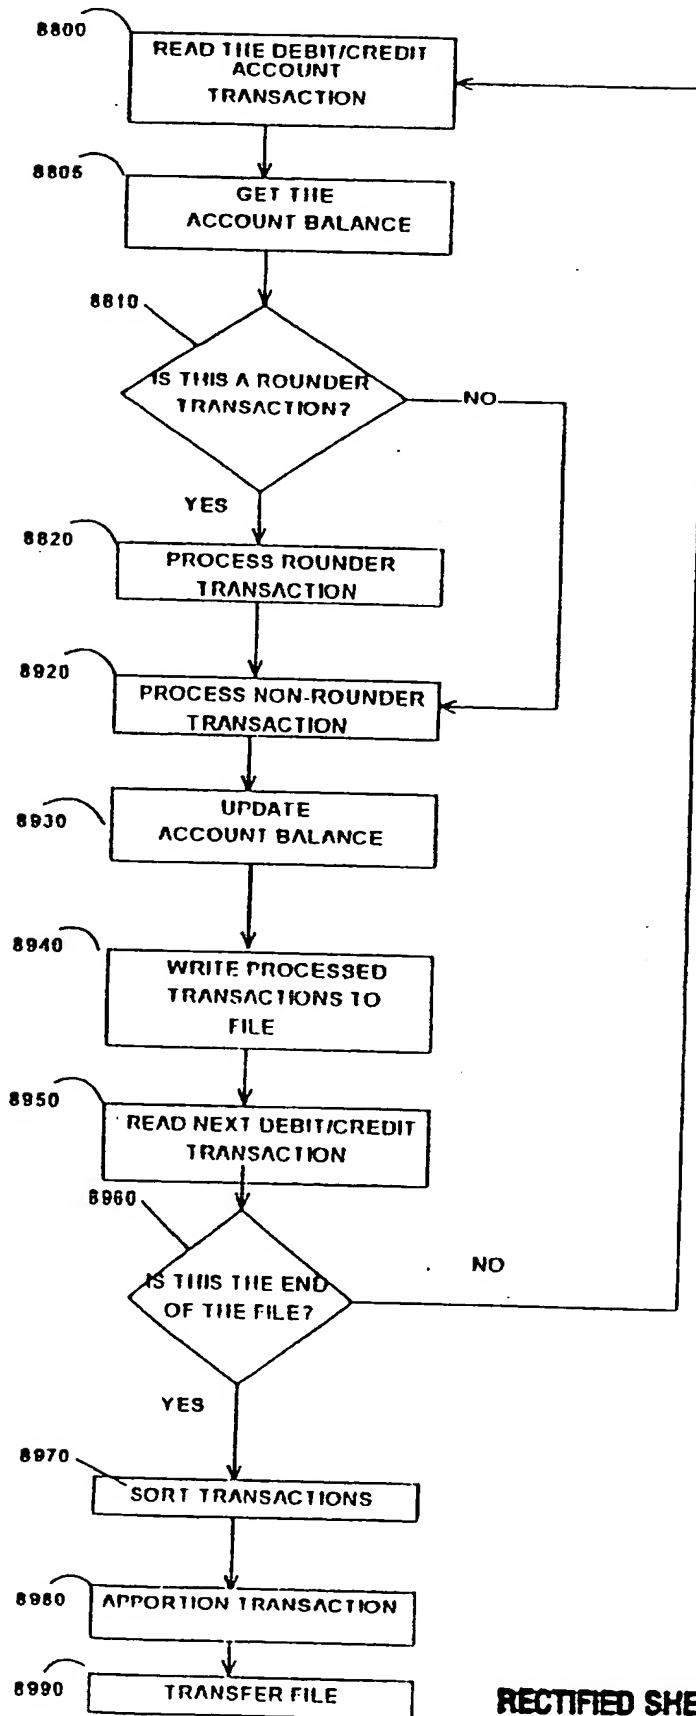 8800
READ THE DEBIT/CREDIT
ACCOUNT
TRANSACTION
8805
GET THE
ACCOUNT BALANCE
8810
IS THIS A ROUNDER
TRANSACTION?
NO
YES
8820
PROCESS ROUNDER
TRANSACTION
8920
PROCESS NON-ROUNDER
TRANSACTION
8930
UPDATE
ACCOUNT BALANCE
8940
WRITE PROCESSED
TRANSACTIONS TO
FILE
8950
READ NEXT DEBIT/CREDIT
TRANSACTION
8960
IS THIS THE END
OF THE FILE?
NO
YES
8970
SORT TRANSACTIONS
8980
APPORTION TRANSACTION
8990
TRANSFER FILE
RECTIFIED SHE